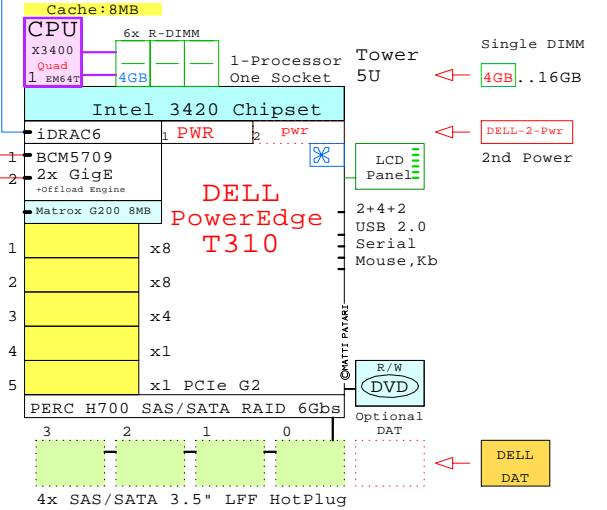 Cache:8MB
CPU
X3400
Quad
1 EM64T
6x R-DIMM
4GB
1-Processor
One Socket
Tower
5U
Single DIMM
4GB..16GB
Intel 3420 Chipset
iDRAC6
1 PWR
2 pwr
DELL-2-Pwr
2nd Power
1 BCM5709
2 2x GigE
+Offload Engine
LCD
Panel
Matrox G200 8MB
DELL
PowerEdge
T310
2+4+2
USB 2.0
Serial
Mouse,Kb
1 x8
2 x8
3 x4
4 x1
5 x1 PCIe G2
©MATTI PATARI
R/W
DVD
Optional
DAT
PERC H700 SAS/SATA RAID 6Gbs
3 2 1 0
DELL
DAT
4x SAS/SATA 3.5" LFF HotPlug